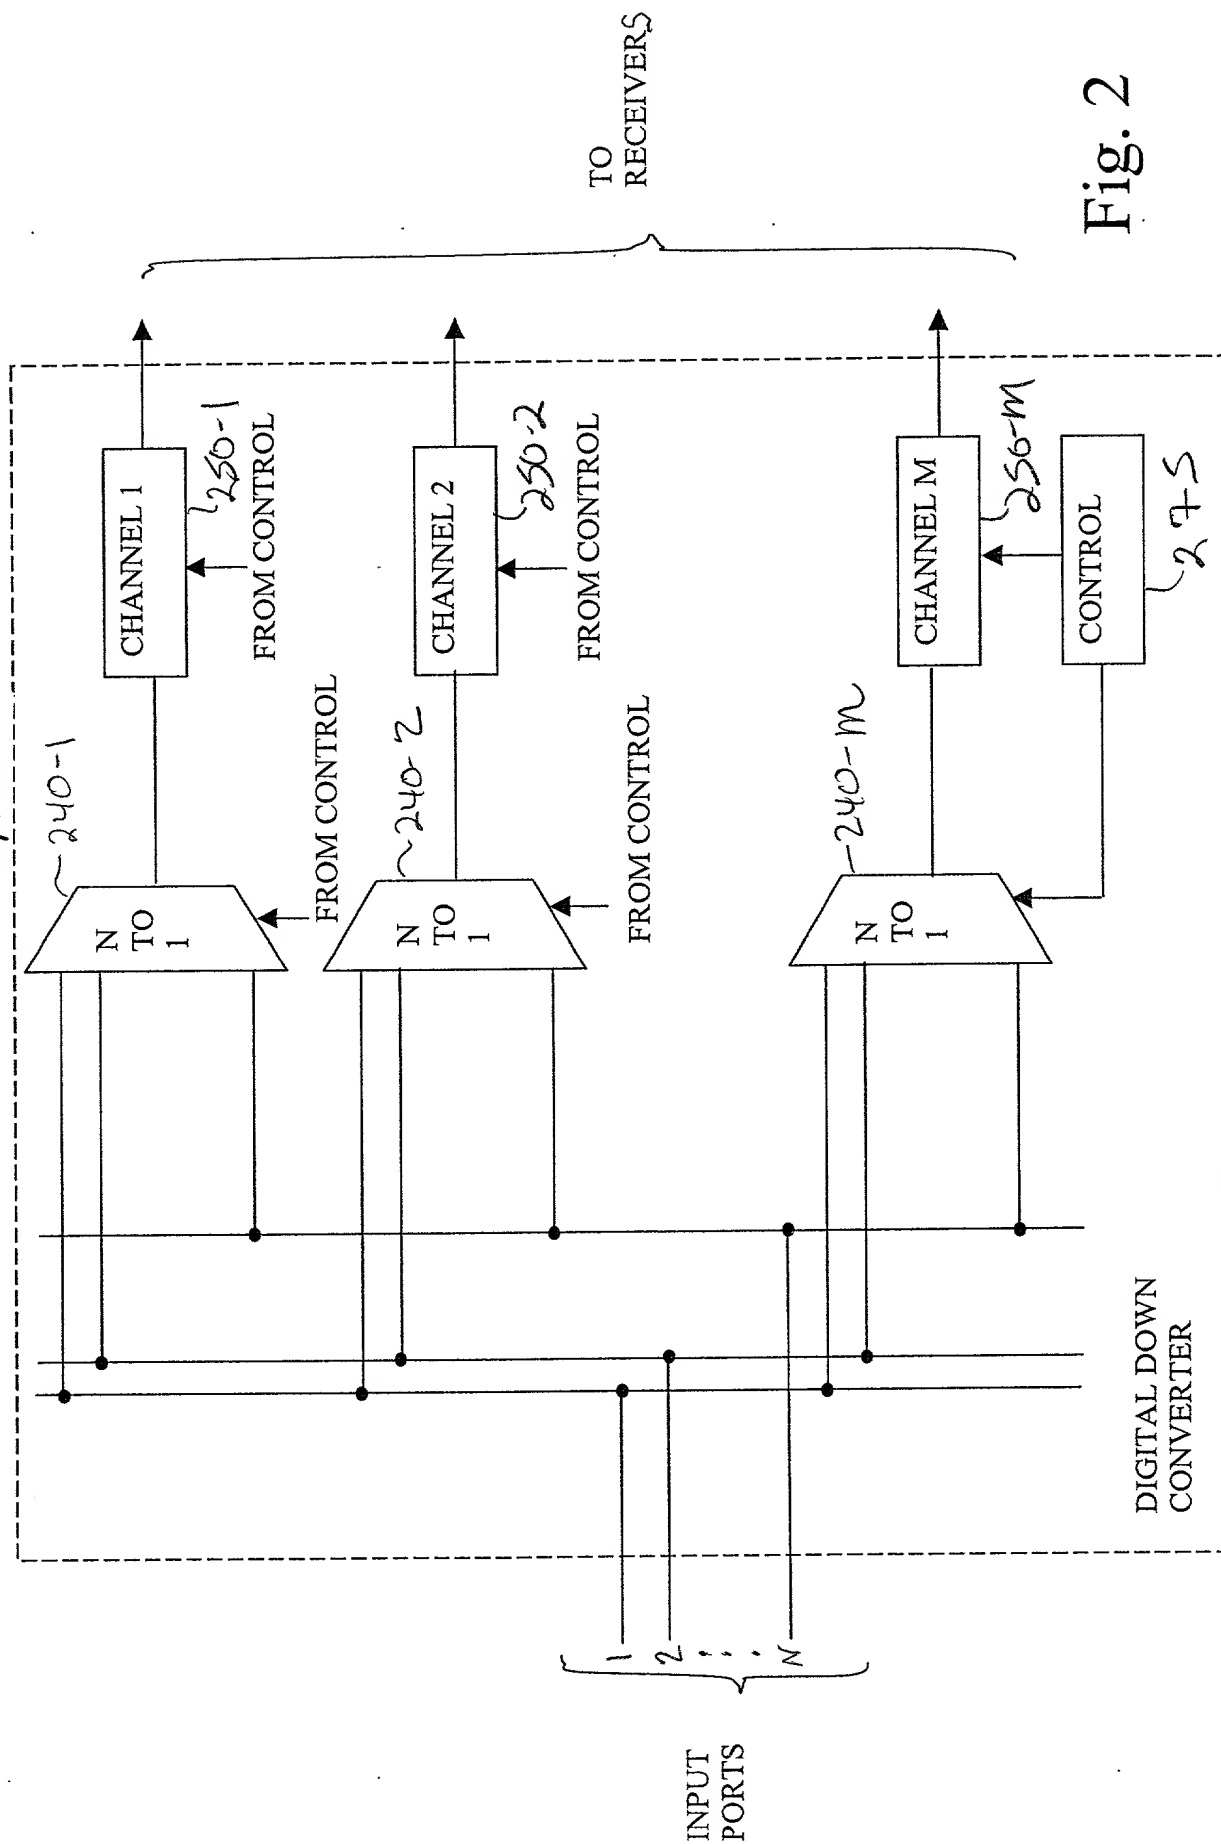 240-1
N
TO
1
FROM CONTROL
CHANNEL 1
250-1
FROM CONTROL
240-2
N
TO
1
FROM CONTROL
CHANNEL 2
250-2
FROM CONTROL
TO
RECEIVERS
INPUT
PORTS
1
2
N
240-M
N
TO
1
CHANNEL M
250-M
CONTROL
275
DIGITAL DOWN
CONVERTER
Fig. 2